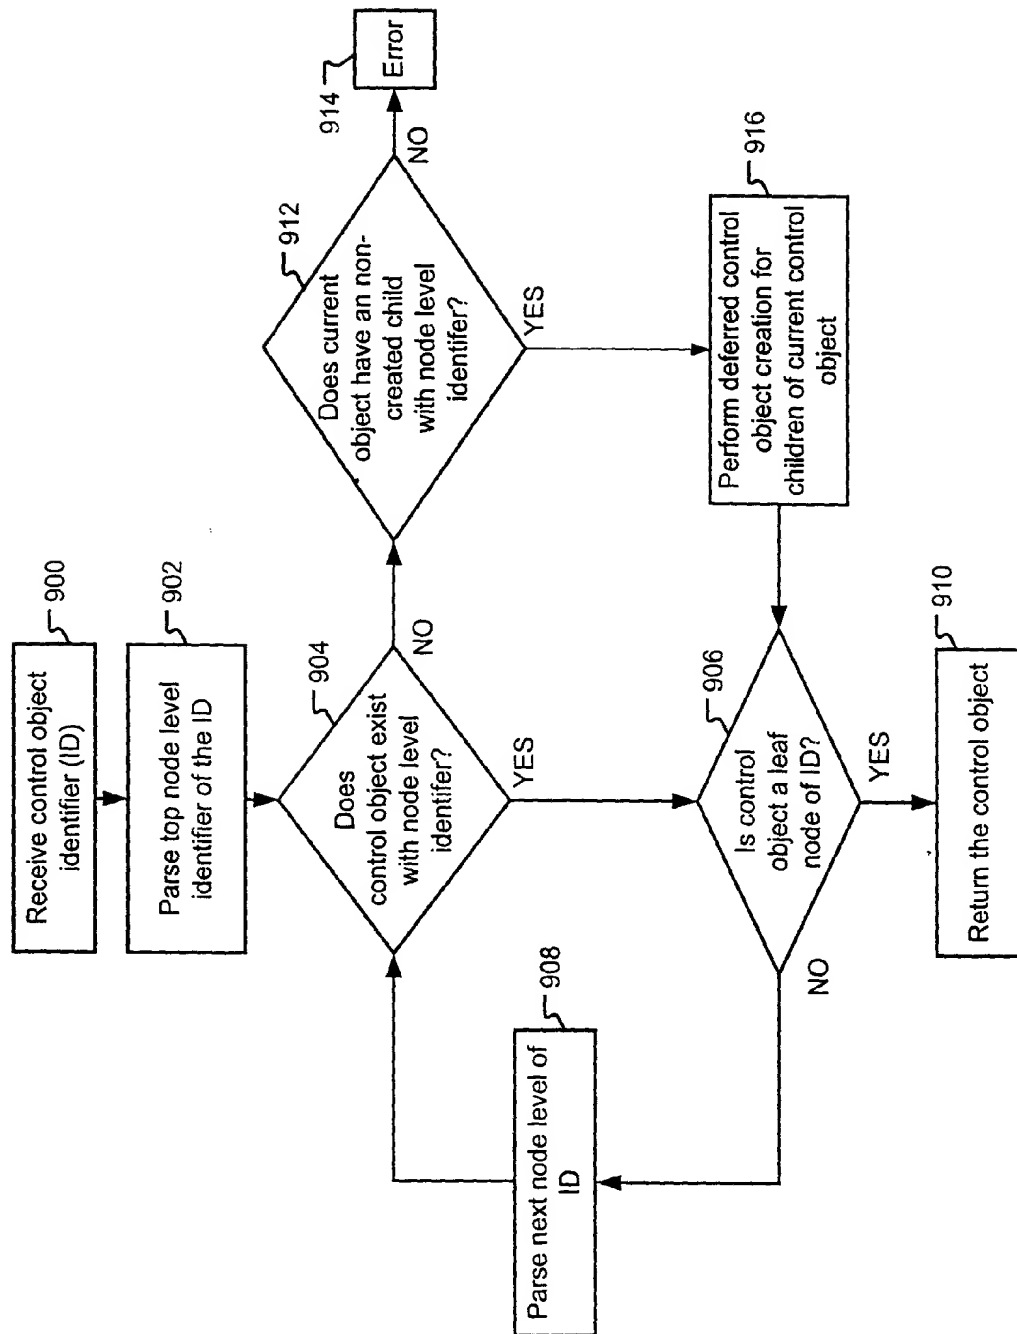 900
Receive control object
identifier (ID)
902
Parse top node level
identifier of the ID
904
Does
control object exist
with node level
identifer?
NO
YES
912
Does current
object have an non-
created child
with node level
identifer?
NO
YES
914
Error
916
Perform deferred control
object creation for
children of current control
object
906
Is control
object a leaf
node of ID?
NO
YES
908
Parse next node level of
ID
910
Return the control object